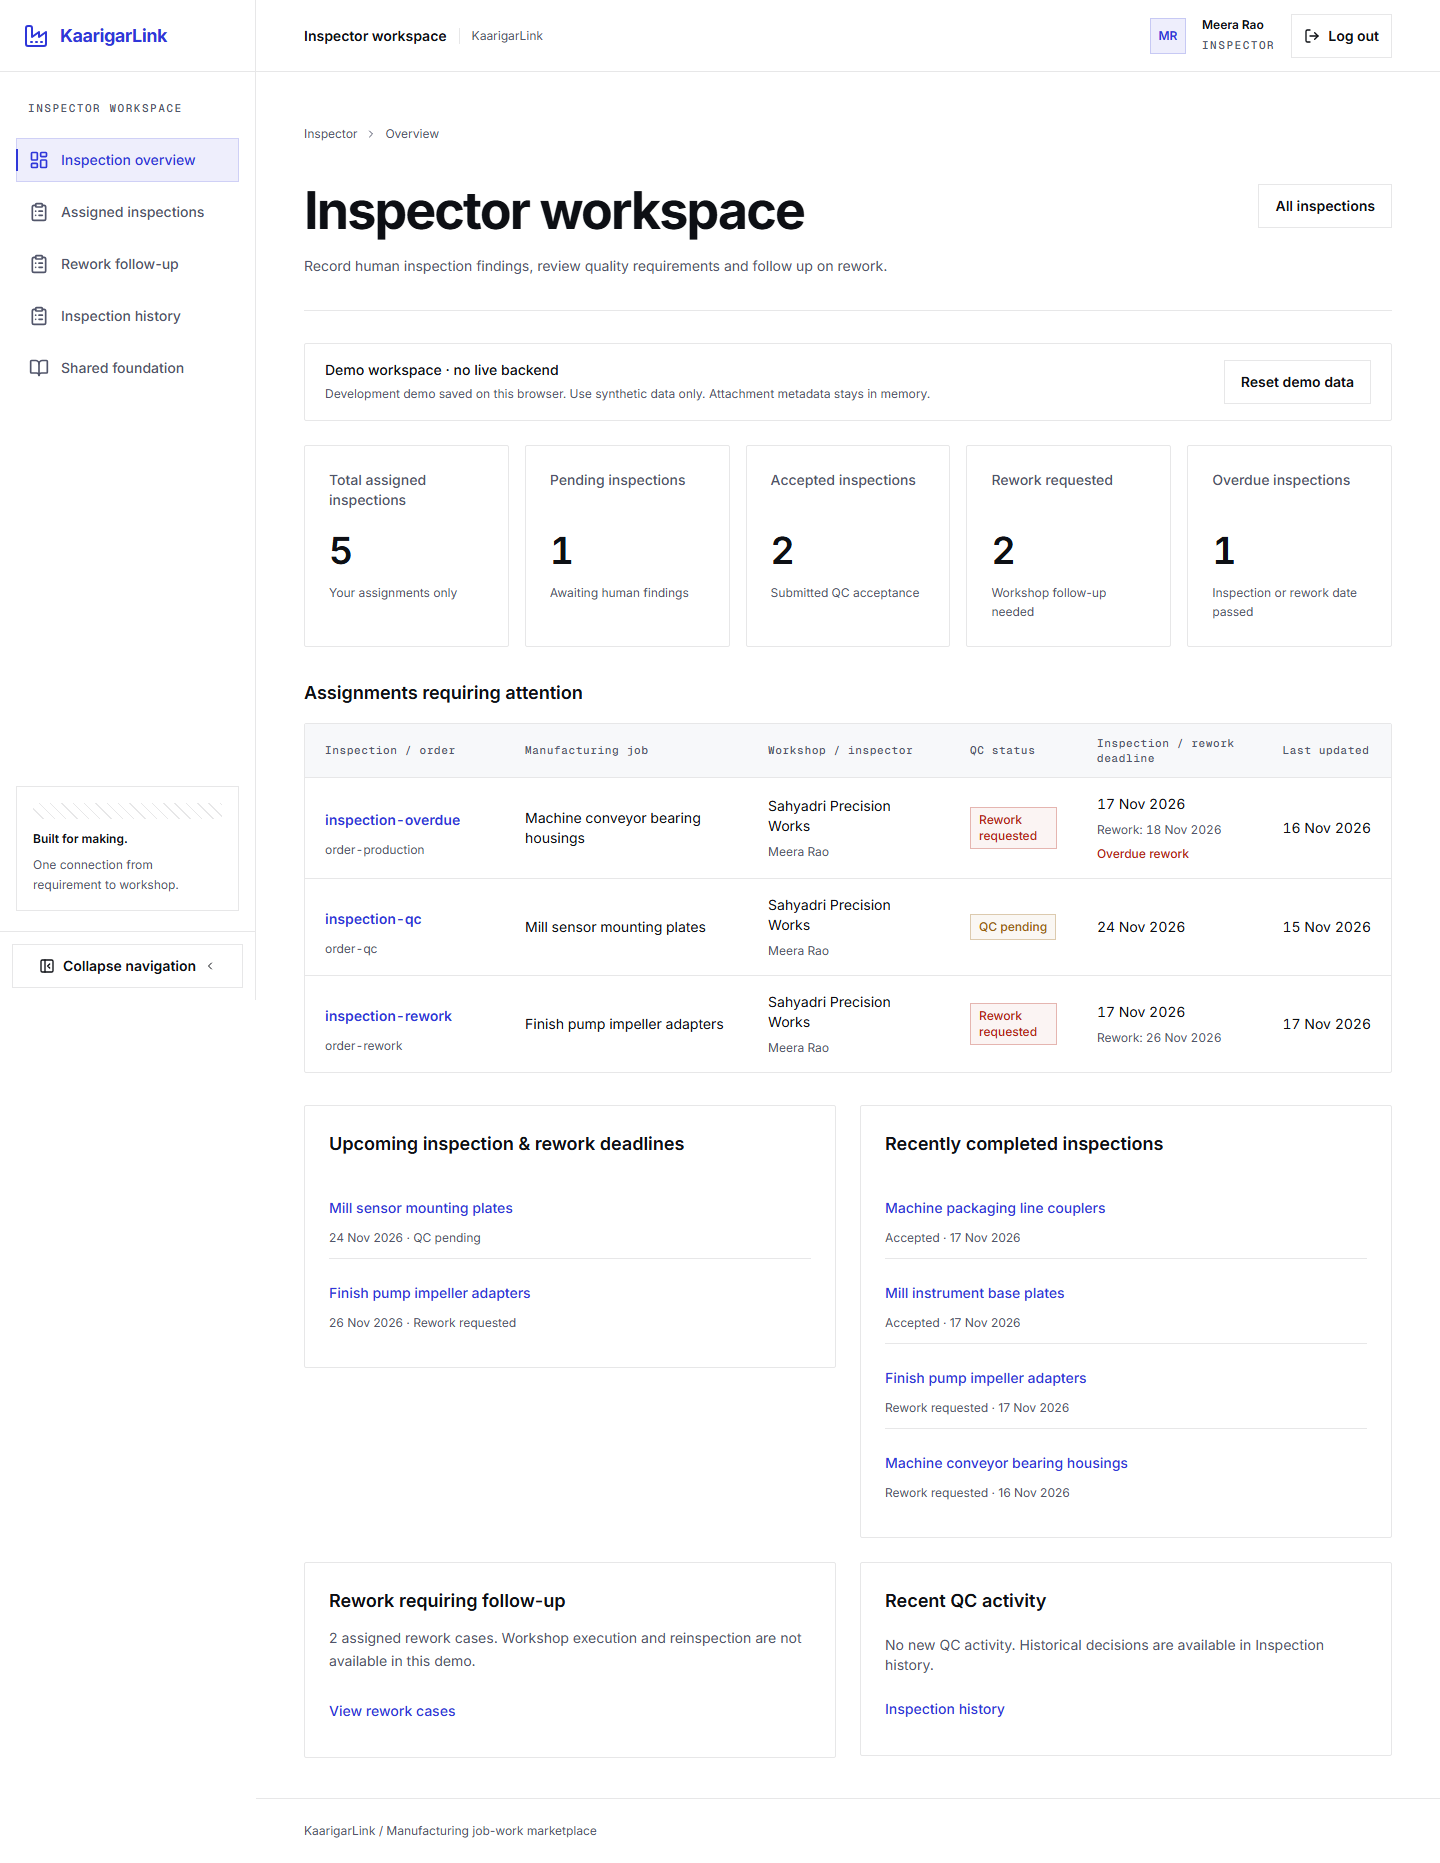 KaarigarLink
Inspector workspace
KaarigarLink
MR
Meera Rao
INSPECTOR
Log out
INSPECTOR WORKSPACE
Inspection overview
Assigned inspections
Rework follow-up
Inspection history
Shared foundation
Built for making.
One connection from
requirement to workshop.
Collapse navigation
Inspector
Overview
Inspector workspace
All inspections
Record human inspection findings, review quality requirements and follow up on rework.
Demo workspace · no live backend
Development demo saved on this browser. Use synthetic data only. Attachment metadata stays in memory.
Reset demo data
Total assigned
inspections
5
Your assignments only
Pending inspections
1
Awaiting human findings
Accepted inspections
2
Submitted QC acceptance
Rework requested
2
Workshop follow-up
needed
Overdue inspections
1
Inspection or rework date
passed
Assignments requiring attention
Inspection / order
Manufacturing job
Workshop / inspector
QC status
Inspection / rework
deadline
Last updated
inspection-overdue
order-production
Machine conveyor bearing
housings
Sahyadri Precision
Works
Meera Rao
Rework
requested
17 Nov 2026
Rework: 18 Nov 2026
Overdue rework
16 Nov 2026
inspection-qc
order-qc
Mill sensor mounting plates
Sahyadri Precision
Works
Meera Rao
QC pending
24 Nov 2026
15 Nov 2026
inspection-rework
order-rework
Finish pump impeller adapters
Sahyadri Precision
Works
Meera Rao
Rework
requested
17 Nov 2026
Rework: 26 Nov 2026
17 Nov 2026
Upcoming inspection & rework deadlines
Mill sensor mounting plates
24 Nov 2026 · QC pending
Finish pump impeller adapters
26 Nov 2026 · Rework requested
Recently completed inspections
Machine packaging line couplers
Accepted · 17 Nov 2026
Mill instrument base plates
Accepted · 17 Nov 2026
Finish pump impeller adapters
Rework requested · 17 Nov 2026
Machine conveyor bearing housings
Rework requested · 16 Nov 2026
Rework requiring follow-up
2 assigned rework cases. Workshop execution and reinspection are not
available in this demo.
View rework cases
Recent QC activity
No new QC activity. Historical decisions are available in Inspection
history.
Inspection history
KaarigarLink / Manufacturing job-work marketplace